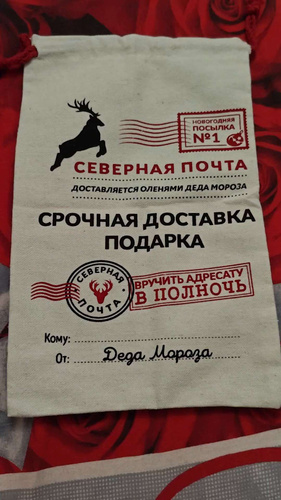 НОВОГОДНЯЯ
ПОСЫЛКА
№1
СЕВЕРНАЯ ПОЧТА
ДОСТАВЛЯЕТСЯ ОЛЕНЯМИ ДЕДА МОРОЗА
СРОЧНАЯ ДОСТАВКА
ПОДАРКА
СЕВЕРНАЯ
ПОЧТА
ВРУЧИТЬ АДРЕСАТУ
В ПОЛНОЧЬ
Кому:
От: Деда Мороза